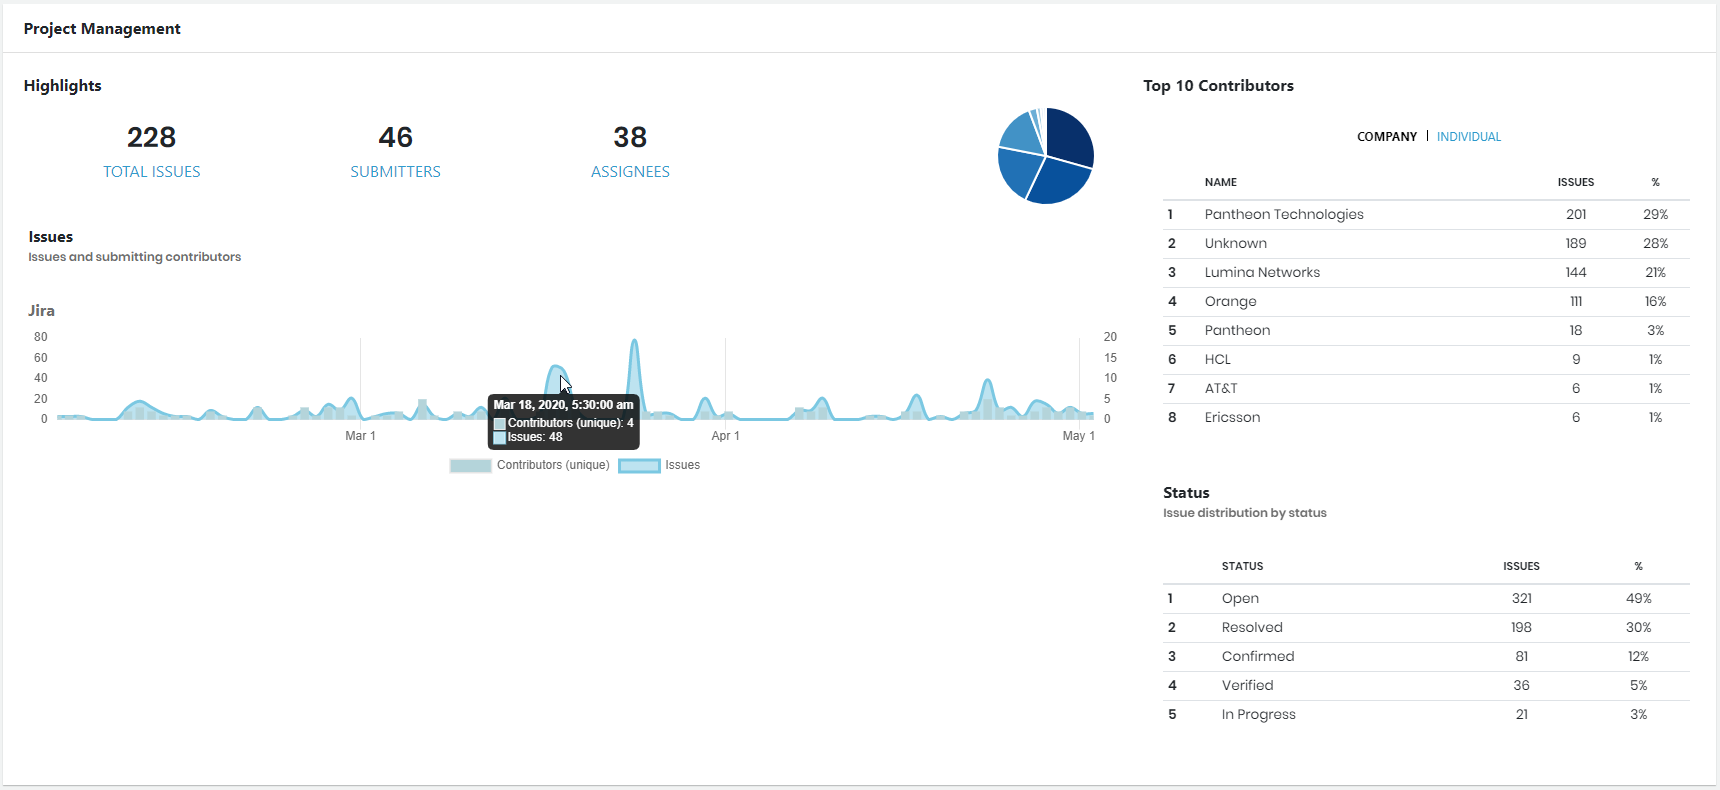 Project Management
Highlights
228
TOTAL ISSUES
46
SUBMITTERS
38
ASSIGNEES
Issues
Issues and submitting contributors
Jira
80
60
40
20
0
20
15
10
5
0
Mar 18, 2020, 5:30:00 am
Contributors (unique): 4
Issues: 48
Mar 1
Apr 1
May 1
Contributors (unique)
Issues
Top 10 Contributors
COMPANY | INDIVIDUAL
NAME ISSUES %
1 Pantheon Technologies 201 29%
2 Unknown 189 28%
3 Lumina Networks 144 21%
4 Orange 111 16%
5 Pantheon 18 3%
6 HCL 9 1%
7 AT&T 6 1%
8 Ericsson 6 1%
Status
Issue distribution by status
STATUS ISSUES %
1 Open 321 49%
2 Resolved 198 30%
3 Confirmed 81 12%
4 Verified 36 5%
5 In Progress 21 3%